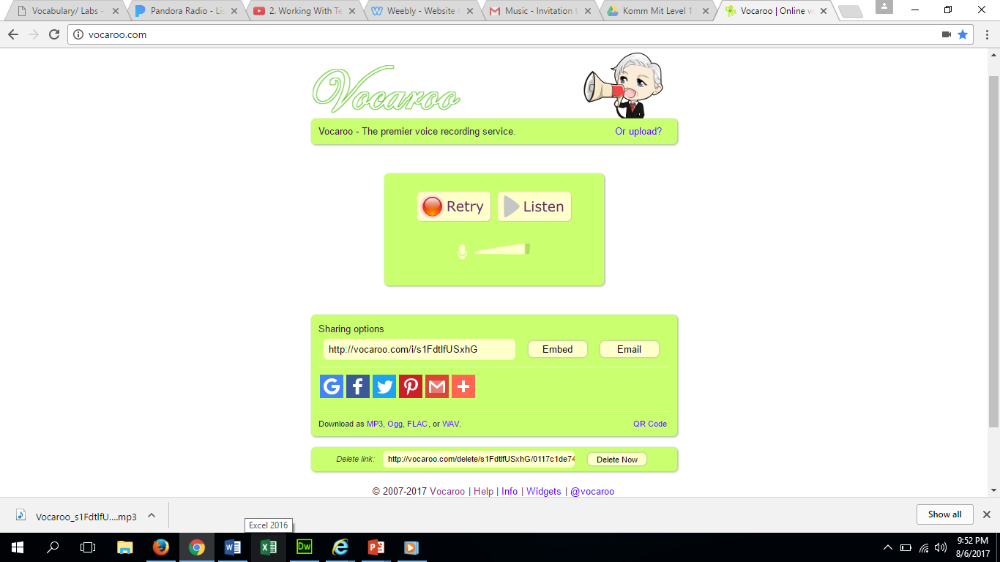 Vocabulary/ Labs -
Pandora Radio - Lis
2. Working With Te
Weebly - Website
Music - Invitation t
Komm Mit Level 1
Vocaroo | Online v
vocaroo.com
Vocaroo
Vocaroo - The premier voice recording service.
Or upload?
Retry
Listen
Sharing options
http://vocaroo.com/i/s1FdtlfUSxhG
Embed
Email
Download as MP3, Ogg, FLAC, or WAV.
QR Code
Delete link:
http://vocaroo.com/delete/s1FdtlfUSxhG/0117c1de74
Delete Now
© 2007-2017 Vocaroo | Help | Info | Widgets | @vocaroo
Vocaroo_s1FdtlfU....mp3
Show all
Excel 2016
Dw
9:52 PM
8/6/2017